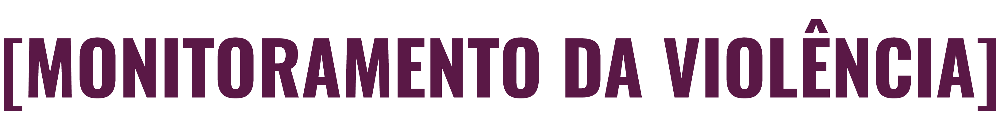 [MONITORAMENTO DA VIOLÊNCIA]